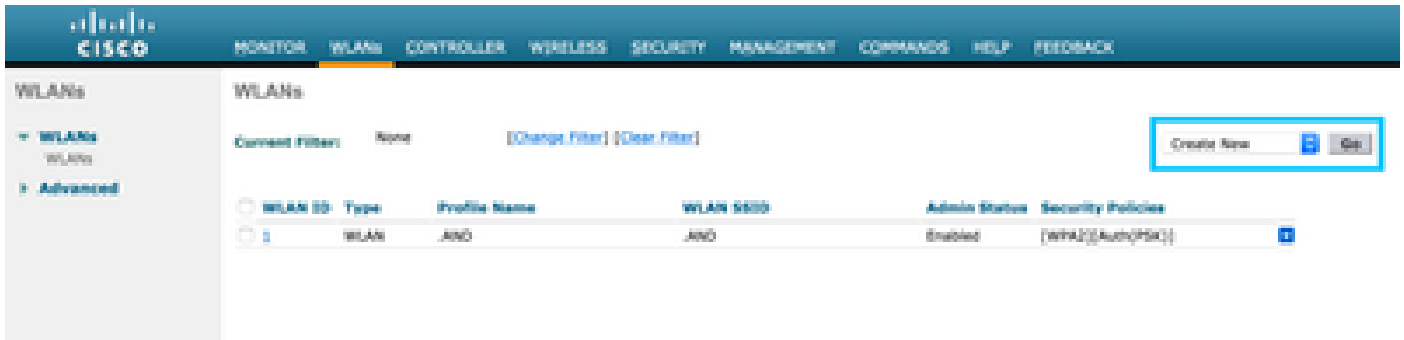 CISCO
MONITOR WLANs CONTROLLER WIRELESS SECURITY MANAGEMENT COMMANDS HELP FEEDBACK
WLANs
WLANs
WLANs
Advanced
WLANs
Current Filter: None [Change Filter] [Clear Filter]
Create New Go
WLAN ID Type Profile Name WLAN SSID Admin Status Security Policies
1 WLAN .AND .AND Enabled [WPA2][Auth(PSK)]